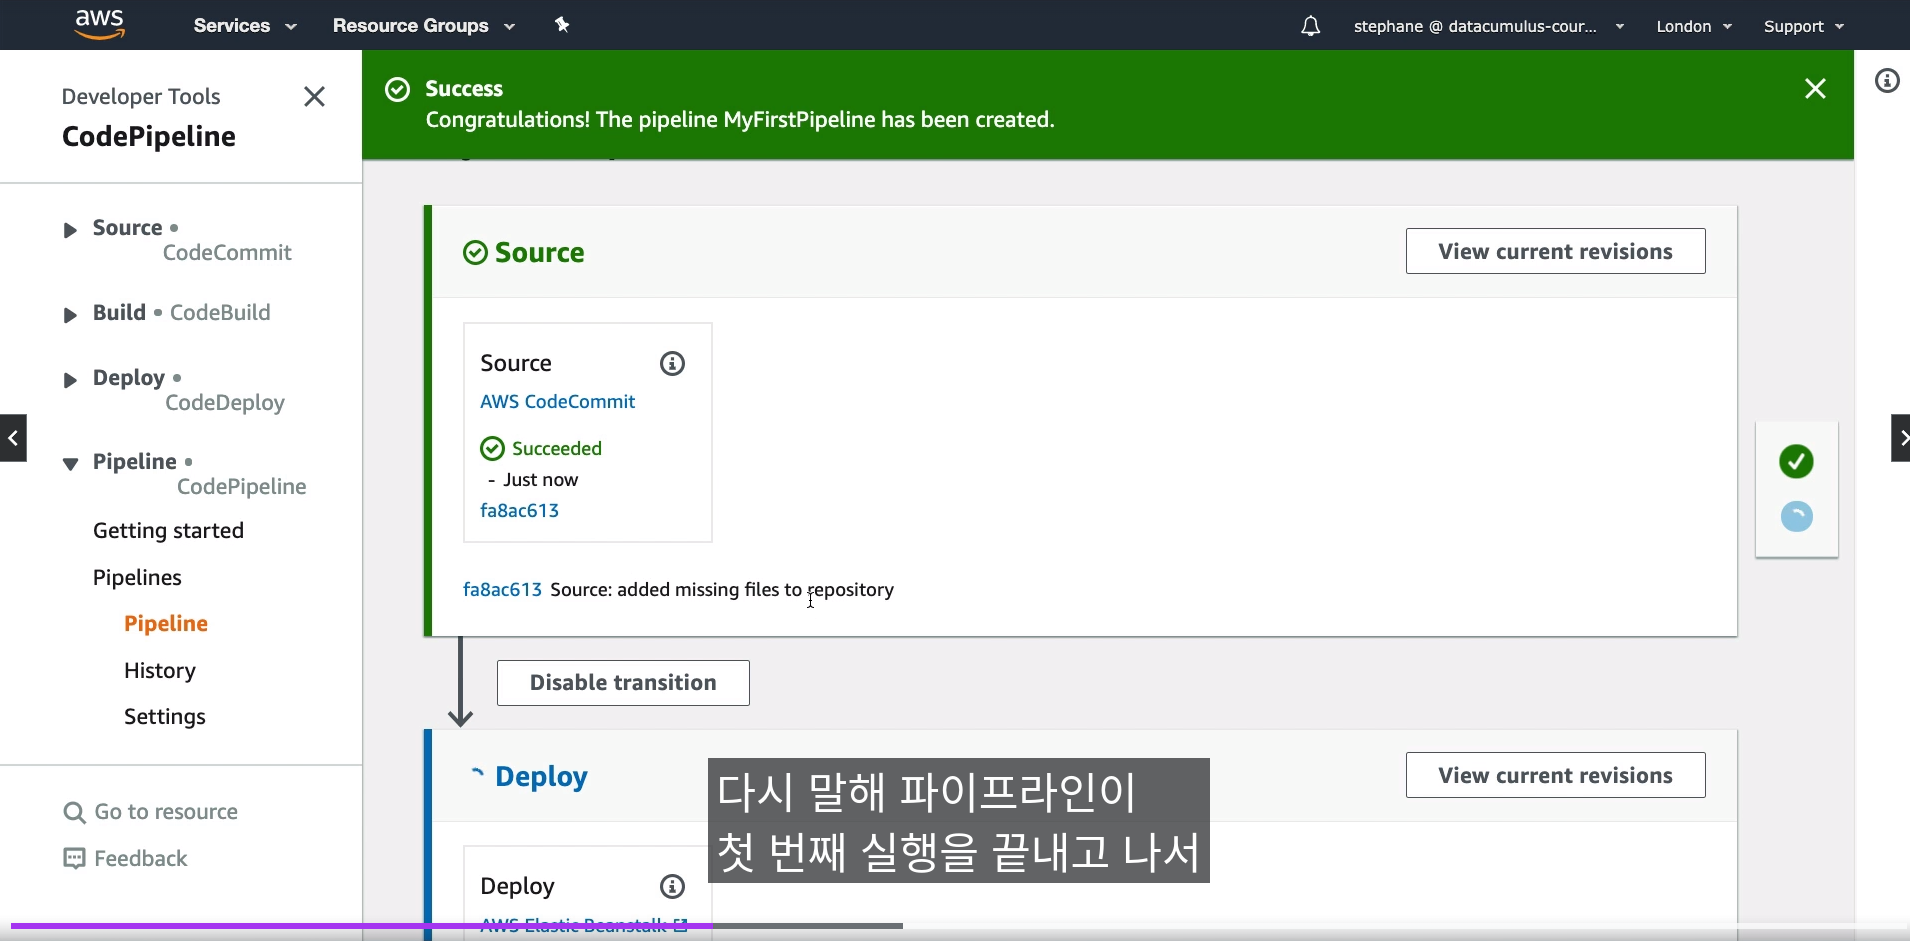 aws
Services
Resource Groups
stephane @ datacumulus-cour...
London
Support
Developer Tools
CodePipeline
Success
Congratulations! The pipeline MyFirstPipeline has been created.
Source •
CodeCommit
Build • CodeBuild
Deploy •
CodeDeploy
Pipeline •
CodePipeline
Getting started
Pipelines
Pipeline
History
Settings
Go to resource
Feedback
Source
View current revisions
Source
AWS CodeCommit
Succeeded
- Just now
fa8ac613
fa8ac613 Source: added missing files to repository
Disable transition
Deploy
View current revisions
다시 말해 파이프라인이
첫 번째 실행을 끝내고 나서
Deploy
AWS Elastic Beanstalk